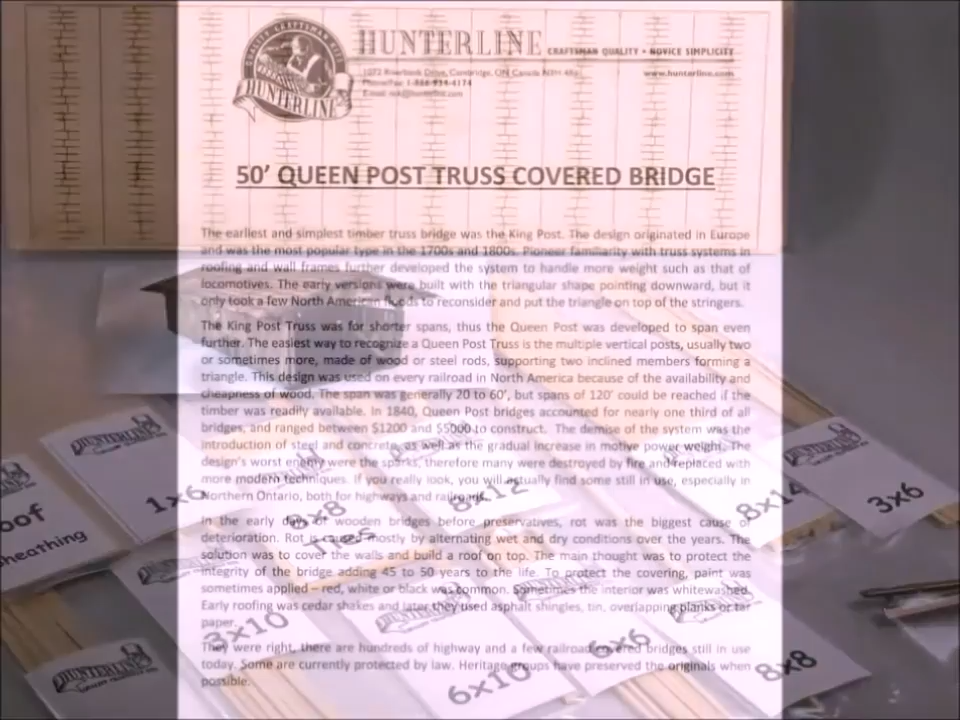 QUALITY CRAFTSMAN KITS
HUNTERLINE
HUNTERLINE CRAFTSMAN QUALITY • NOVICE SIMPLICITY
1072 Riverbank Drive, Cambridge, ON Canada www.hunterline.com
Phone/Fax:
E-mail:
50' QUEEN POST TRUSS COVERED BRIDGE
The earliest and simplest timber truss bridge was the King Post. The design originated in Europe
and was the most popular type in the 1700s and 1800s. Pioneer familiarity with truss systems in
roofing and wall frames further developed the system to handle more weight such as that of
locomotives. The early versions were built with the triangular shape pointing downward, but it
only took a few North American floods to reconsider and put the triangle on top of the stringers.
The King Post Truss was for shorter spans, thus the Queen Post was developed to span even
further. The easiest way to recognize a Queen Post Truss is the multiple vertical posts, usually two
or sometimes more, made of wood or steel rods, supporting two inclined members forming a
triangle. This design was used on every railroad in North America because of the availability and
cheapness of wood. The span was generally 20 to 60', but spans of 120' could be reached if the
timber was readily available. In 1840, Queen Post bridges accounted for nearly one third of all
bridges, and ranged between $1200 and $5000 to construct. The demise of the system was the
introduction of steel and concrete, as well as the gradual increase in motive power weight. The
design's worst enemy were the sparks, therefore many were destroyed by fire and replaced with
more modern techniques. If you really look, you will actually find some still in use, especially in
Northern Ontario, both for highways and railroads.
In the early days of wooden bridges before preservatives, rot was the biggest cause of
deterioration. Rot is caused mostly by alternating wet and dry conditions over the years. The
solution was to cover the walls and build a roof on top. The main thought was to protect the
integrity of the bridge adding 45 to 50 years to the life. To protect the covering, paint was
sometimes applied – red, white or black was common. Sometimes the interior was whitewashed.
Early roofing was cedar shakes and later they used asphalt shingles, tin, overlapping planks or tar
paper.
They were right, there are hundreds of highway and a few railroad covered bridges still in use
today. Some are currently protected by law. Heritage groups have preserved the originals when
possible.
HUNTERLINE
1x6
oof
heathing
3x8
8x12
8x14
HUNTERLINE
3x6
3x10
6x10
6x6
8x8
HUNTERLINE